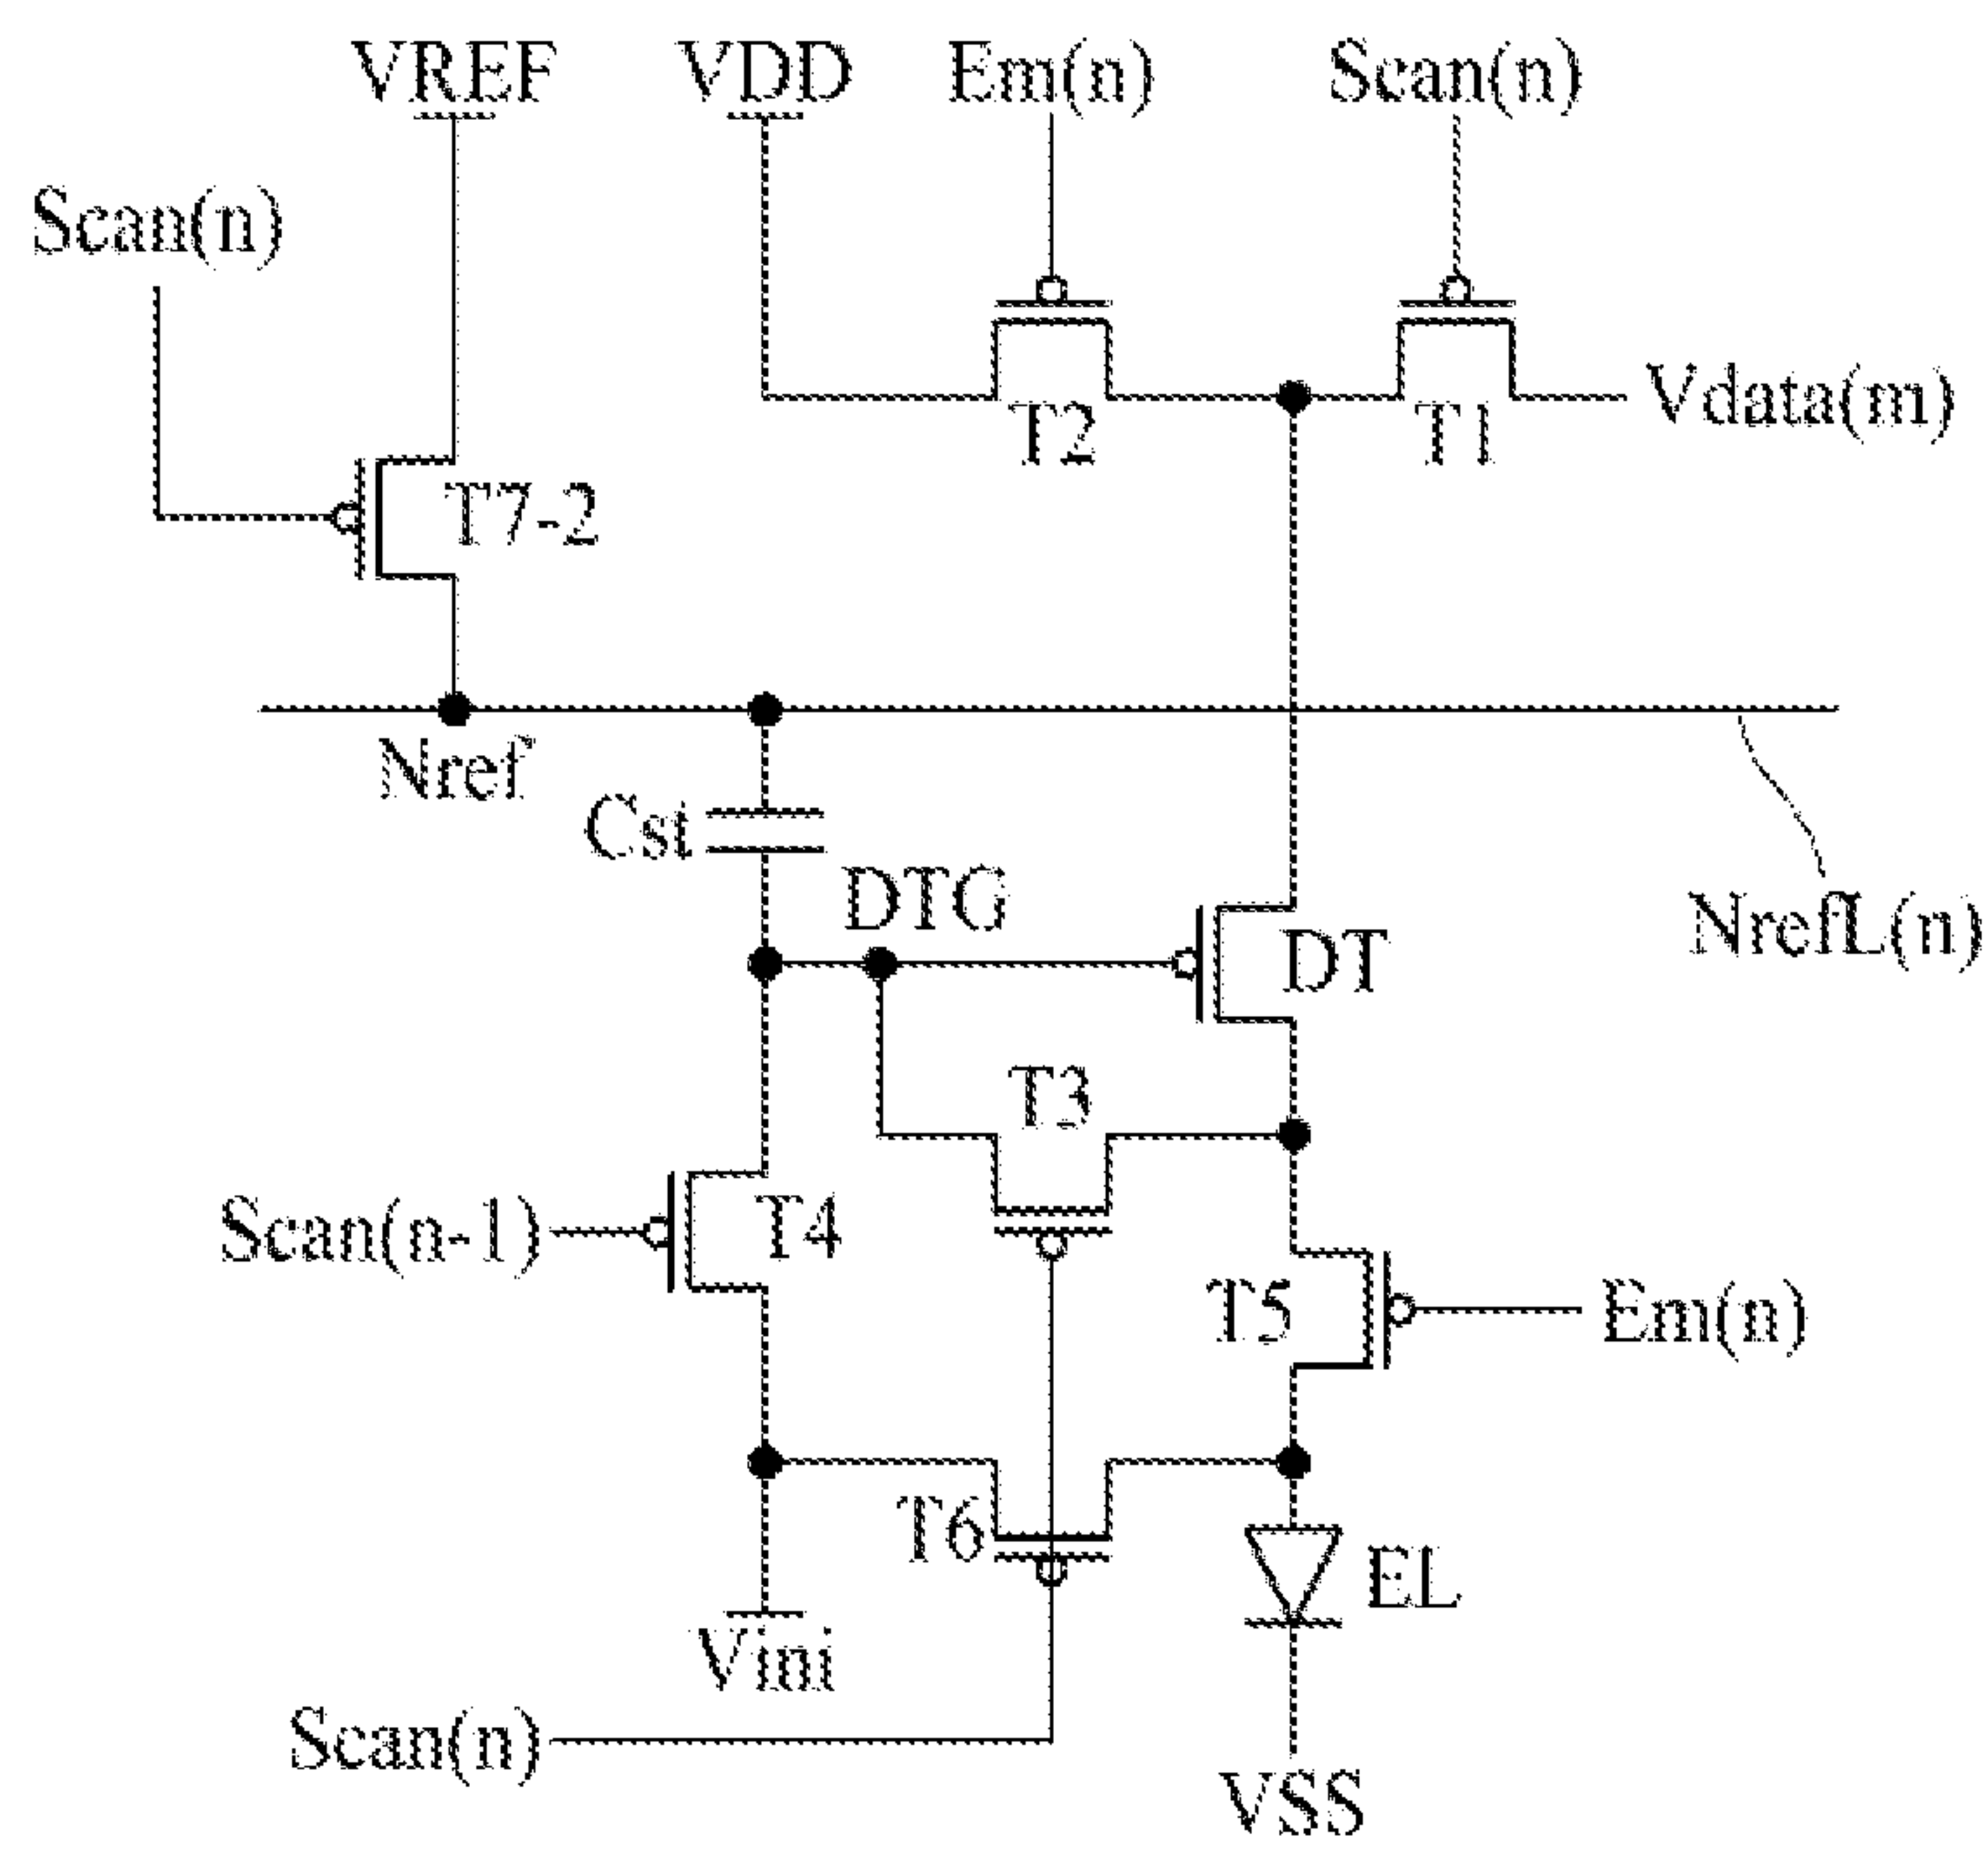 VREF
VDD
Em(n)
Scan(n)
Scan(n)
T2
T1
Vdata(m)
T7-2
Nref
Cst
DTG
DT
NrefL(n)
T3
Scan(n-1)
T4
T5
Em(n)
T6
EL
Vini
Scan(n)
VSS